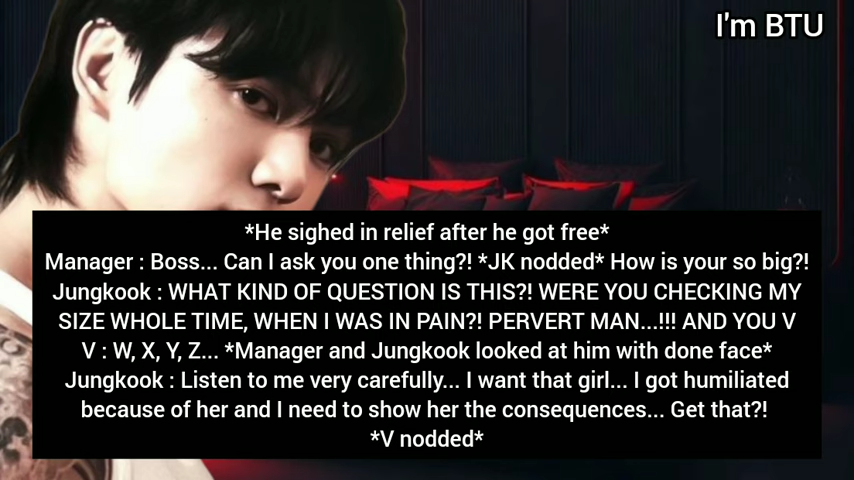 I'm BTU
*He sighed in relief after he got free*
Manager : Boss... Can I ask you one thing?! *JK nodded* How is your so big?!
Jungkook : WHAT KIND OF QUESTION IS THIS?! WERE YOU CHECKING MY
SIZE WHOLE TIME, WHEN I WAS IN PAIN?! PERVERT MAN...!!! AND YOU V
V : W, X, Y, Z... *Manager and Jungkook looked at him with done face*
Jungkook : Listen to me very carefully... I want that girl... I got humiliated
because of her and I need to show her the consequences... Get that?!
*V nodded*